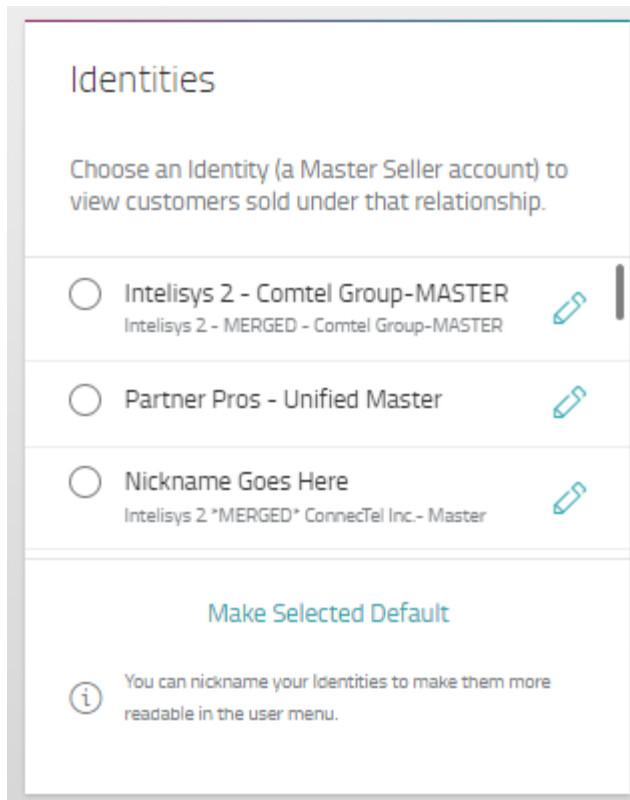 Identities
Choose an Identity (a Master Seller account) to
view customers sold under that relationship.
Intelisys 2 - Comtel Group-MASTER
Intelisys 2 - MERGED - Comtel Group-MASTER
Partner Pros - Unified Master
Nickname Goes Here
Intelisys 2 *MERGED* ConnecTel Inc.- Master
Make Selected Default
You can nickname your Identities to make them more
readable in the user menu.